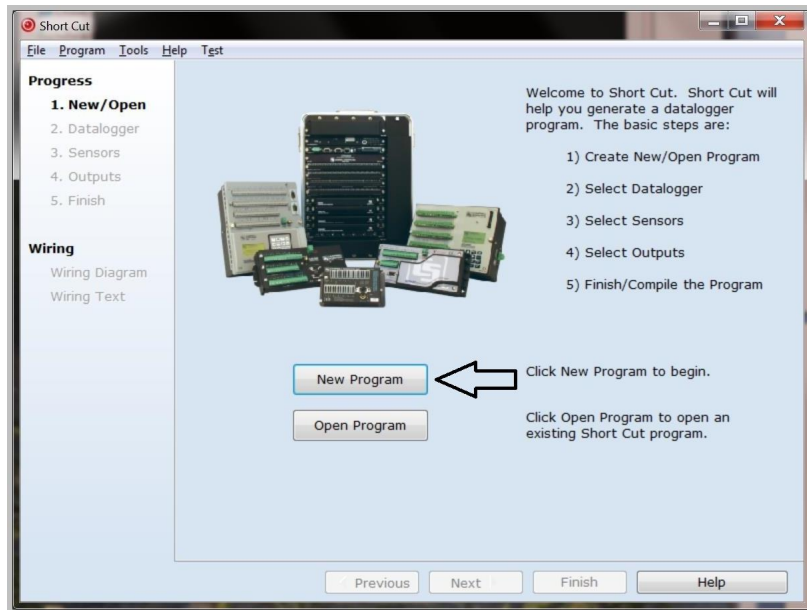 Short Cut
File Program Tools Help Test
Progress
1. New/Open
2. Datalogger
3. Sensors
4. Outputs
5. Finish
Wiring
Wiring Diagram
Wiring Text
Welcome to Short Cut. Short Cut will
help you generate a datalogger
program. The basic steps are:
1) Create New/Open Program
2) Select Datalogger
3) Select Sensors
4) Select Outputs
5) Finish/Compile the Program
New Program
Click New Program to begin.
Open Program
Click Open Program to open an
existing Short Cut program.
Previous Next Finish Help